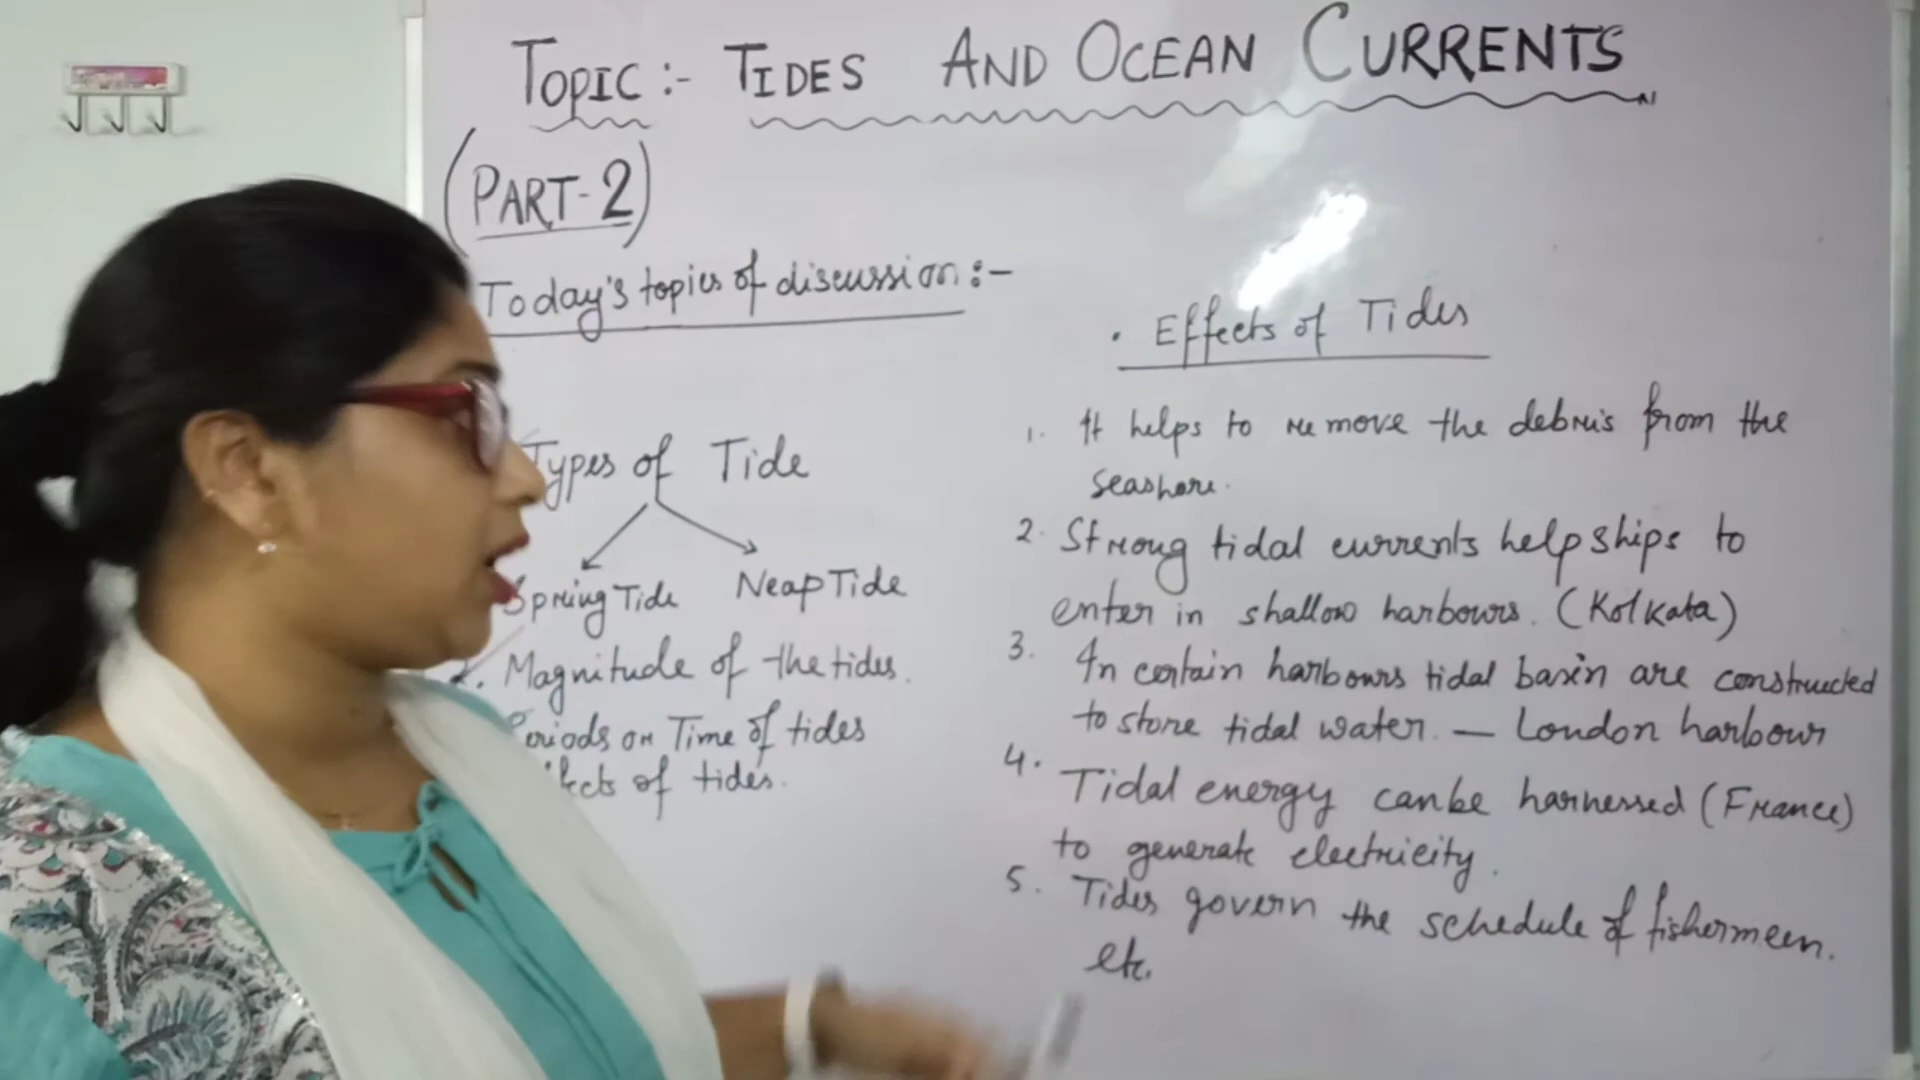 TOPIC :- TIDES AND OCEAN CURRENTS
(PART-2)
Today's topics of discussion :-
Types of Tide
Spring Tide Neap Tide
2. Magnitude of the tides.
Periods or Time of tides
of tides.
. Effects of Tides
1. It helps to remove the debris from the
seashore.
2. Strong tidal currents help ships to
enter in shallow harbours. (Kolkata)
3. In certain harbours tidal basin are constructed
to store tidal water. — London harbour
4. Tidal energy can be harnessed (France)
to generate electricity.
5. Tides govern the schedule of fishermeen.
etc.